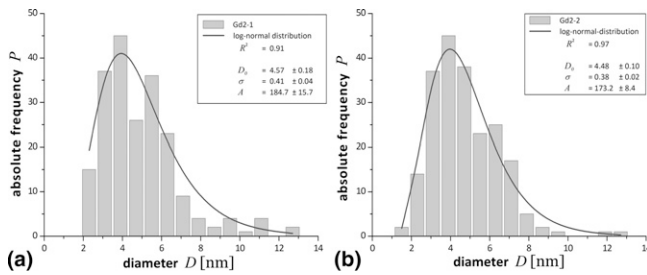 Gd2-1
log-normal distribution
R² = 0.91
D₀ = 4.57 ± 0.18
σ = 0.41 ± 0.04
A = 184.7 ± 15.7
absolute frequency P
50
40
30
20
10
0
0 2 4 6 8 10 12 14
(a)
diameter D [nm]
Gd2-2
log-normal-distribution
R² = 0.97
D₀ = 4.48 ± 0.10
σ = 0.38 ± 0.02
A = 173.2 ± 8.4
absolute frequency P
50
40
30
20
10
0
0 2 4 6 8 10 12 14
(b)
diameter D [nm]